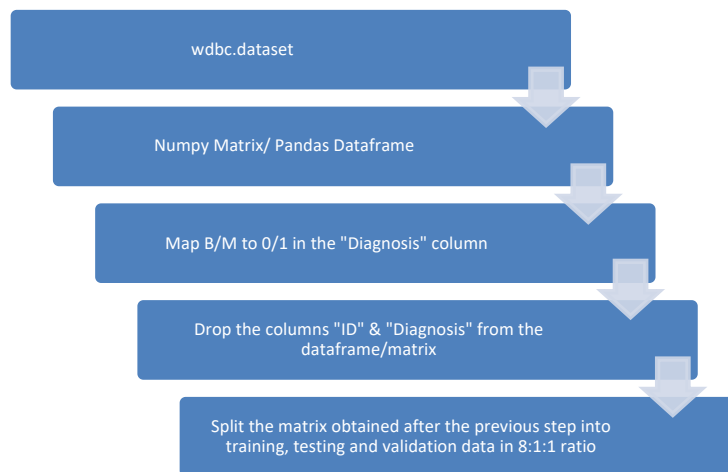 wdbc.dataset
Numpy Matrix/ Pandas Dataframe
Map B/M to 0/1 in the "Diagnosis" column
Drop the columns "ID" & "Diagnosis" from the
dataframe/matrix
Split the matrix obtained after the previous step into
training, testing and validation data in 8:1:1 ratio